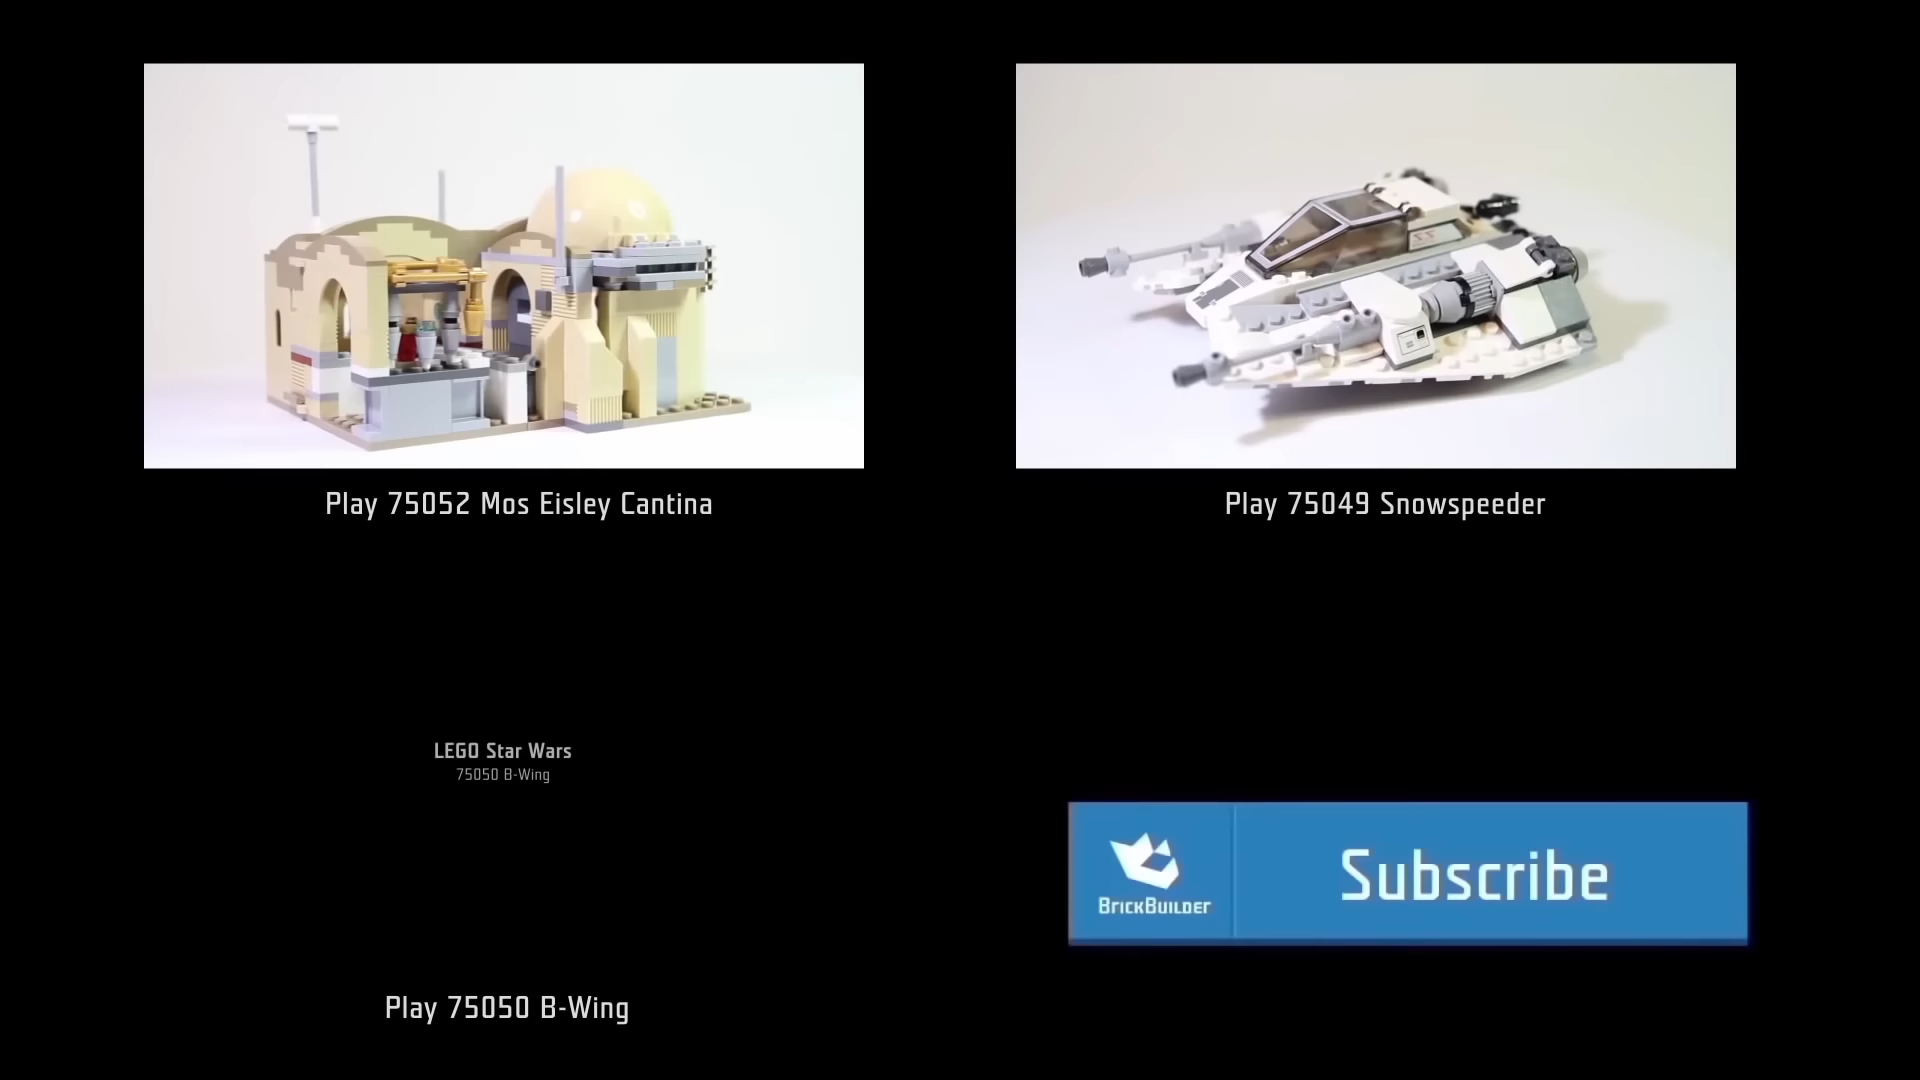 Play 75052 Mos Eisley Cantina
Play 75049 Snowspeeder
LEGO Star Wars
75050 B-Wing
Play 75050 B-Wing
BrickBuilder
Subscribe